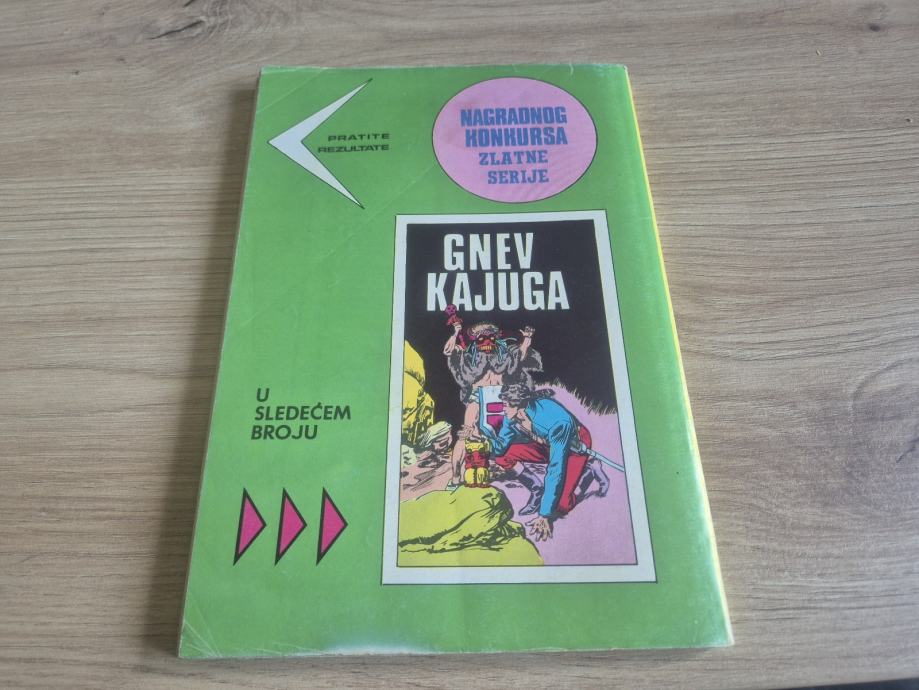 PRATITE
REZULTATE
NAGRADNOG
KONKURSA
ZLATNE
SERIJE
GNEV
KAJUGA
U
SLEDEĆEM
BROJU